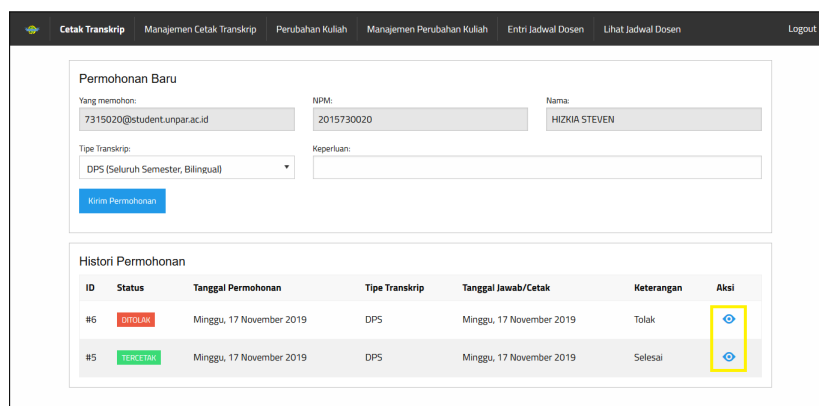 Cetak Transkrip Manajemen Cetak Transkrip Perubahan Kuliah Manajemen Perubahan Kuliah Entri Jadwal Dosen Lihat Jadwal Dosen Logout
Permohonan Baru
Yang memohon: NPM: Nama:
7315020@student.unpar.ac.id 2015730020 HIZKIA STEVEN
Tipe Transkrip: Keperluan:
DPS (Seluruh Semester, Bilingual)
Kirim Permohonan
Histori Permohonan
ID Status Tanggal Permohonan Tipe Transkrip Tanggal Jawab/Cetak Keterangan Aksi
#6 DITOLAK Minggu, 17 November 2019 DPS Minggu, 17 November 2019 Tolak
#5 TERCETAK Minggu, 17 November 2019 DPS Minggu, 17 November 2019 Selesai